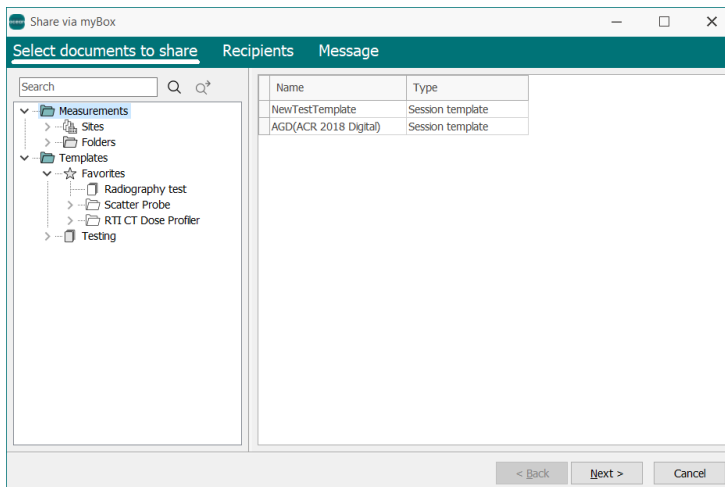 Share via myBox
Select documents to share Recipients Message
Search
Measurements
Sites
Folders
Templates
Favorites
Radiography test
Scatter Probe
RTI CT Dose Profiler
Testing
Name Type
NewTestTemplate Session template
AGD(ACR 2018 Digital) Session template
< Back Next > Cancel